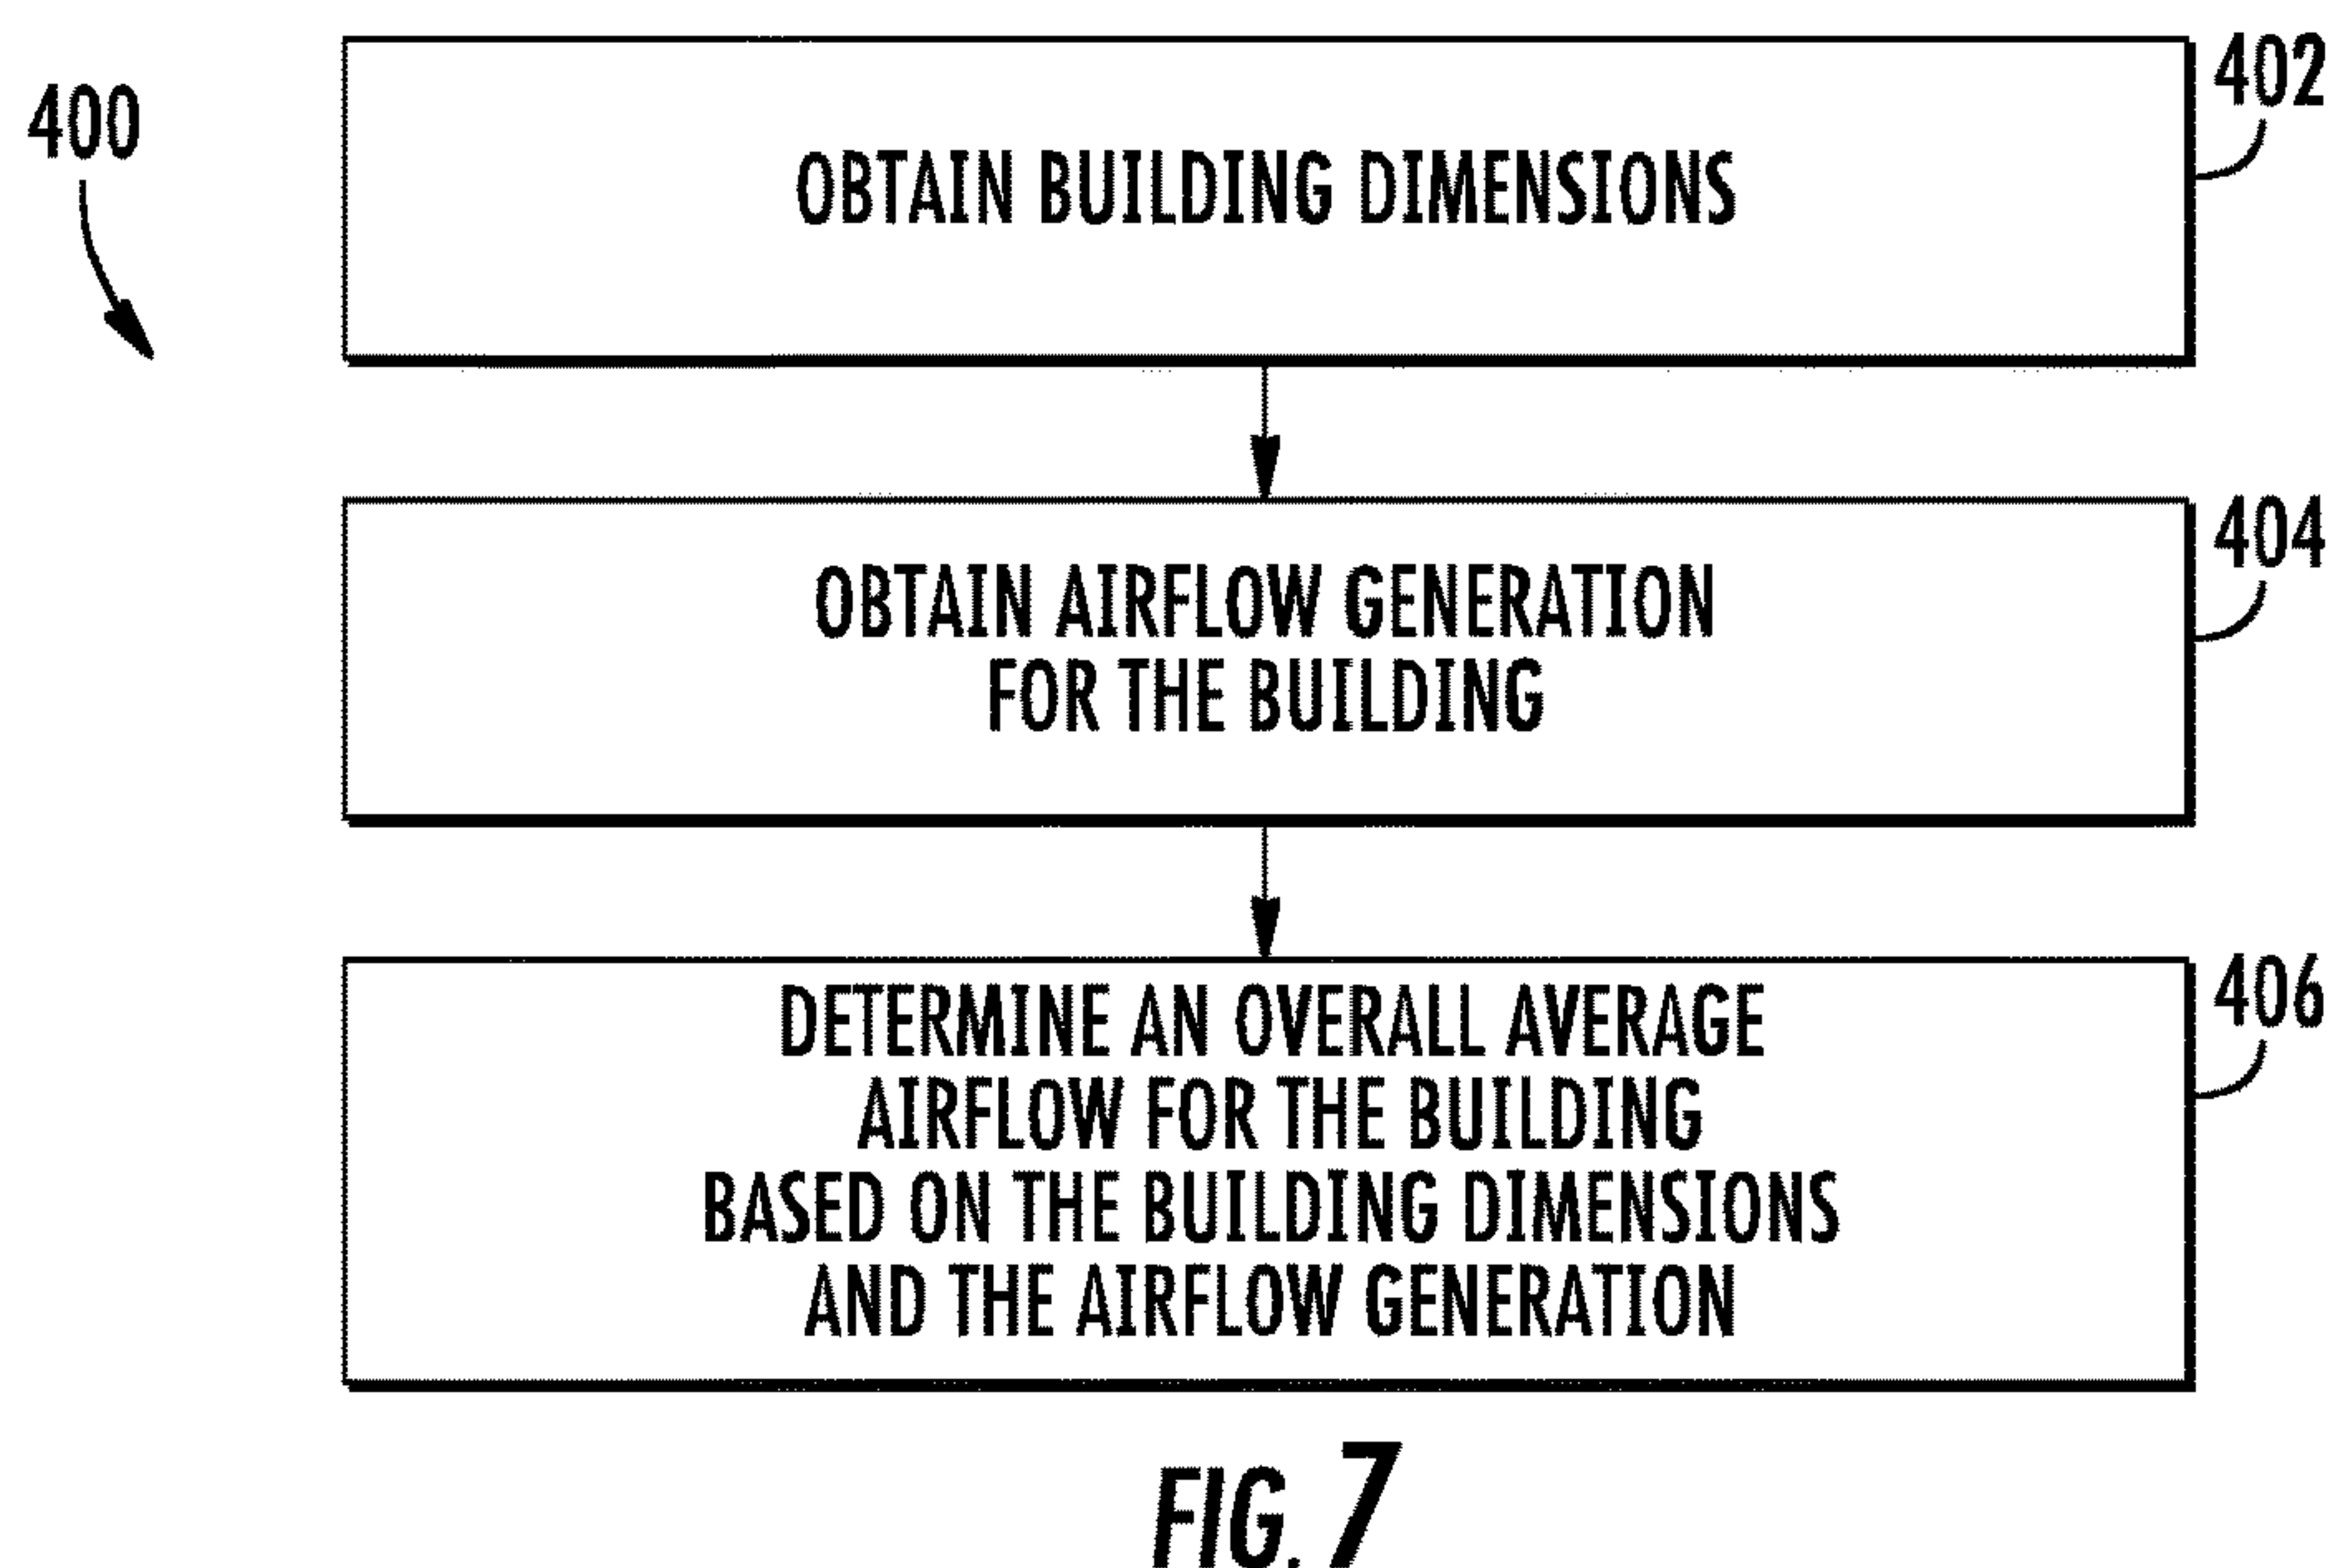 400
402
OBTAIN BUILDING DIMENSIONS
404
OBTAIN AIRFLOW GENERATION
FOR THE BUILDING
406
DETERMINE AN OVERALL AVERAGE
AIRFLOW FOR THE BUILDING
BASED ON THE BUILDING DIMENSIONS
AND THE AIRFLOW GENERATION
FIG. 7